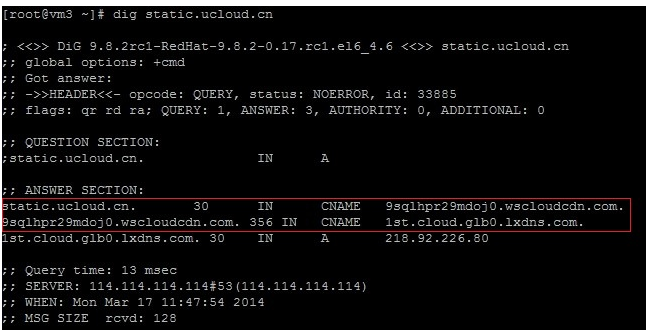 [root@vm3 ~]# dig static.ucloud.cn
; <<>> DiG 9.8.2rc1-RedHat-9.8.2-0.17.rc1.el6_4.6 <<>> static.ucloud.cn
;; global options: +cmd
;; Got answer:
;; ->>HEADER<<- opcode: QUERY, status: NOERROR, id: 33885
;; flags: qr rd ra; QUERY: 1, ANSWER: 3, AUTHORITY: 0, ADDITIONAL: 0
;; QUESTION SECTION:
;static.ucloud.cn. IN A
;; ANSWER SECTION:
static.ucloud.cn. 30 IN CNAME 9sqlhpr29mdoj0.wscloudcdn.com.
9sqlhpr29mdoj0.wscloudcdn.com. 356 IN CNAME 1st.cloud.glb0.lxdns.com.
1st.cloud.glb0.lxdns.com. 30 IN A 218.92.226.80
;; Query time: 13 msec
;; SERVER: 114.114.114.114#53(114.114.114.114)
;; WHEN: Mon Mar 17 11:47:54 2014
;; MSG SIZE rcvd: 128